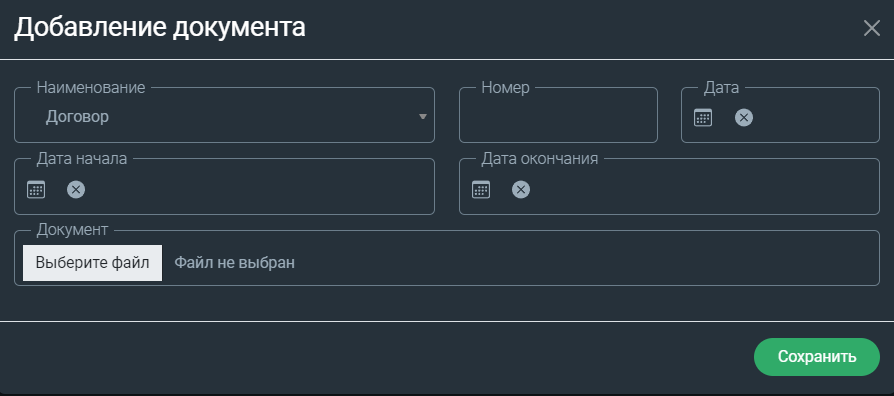 Добавление документа
Наименование
Номер
Дата
Договор
Дата начала
Дата окончания
Документ
Выберите файл
Файл не выбран
Сохранить